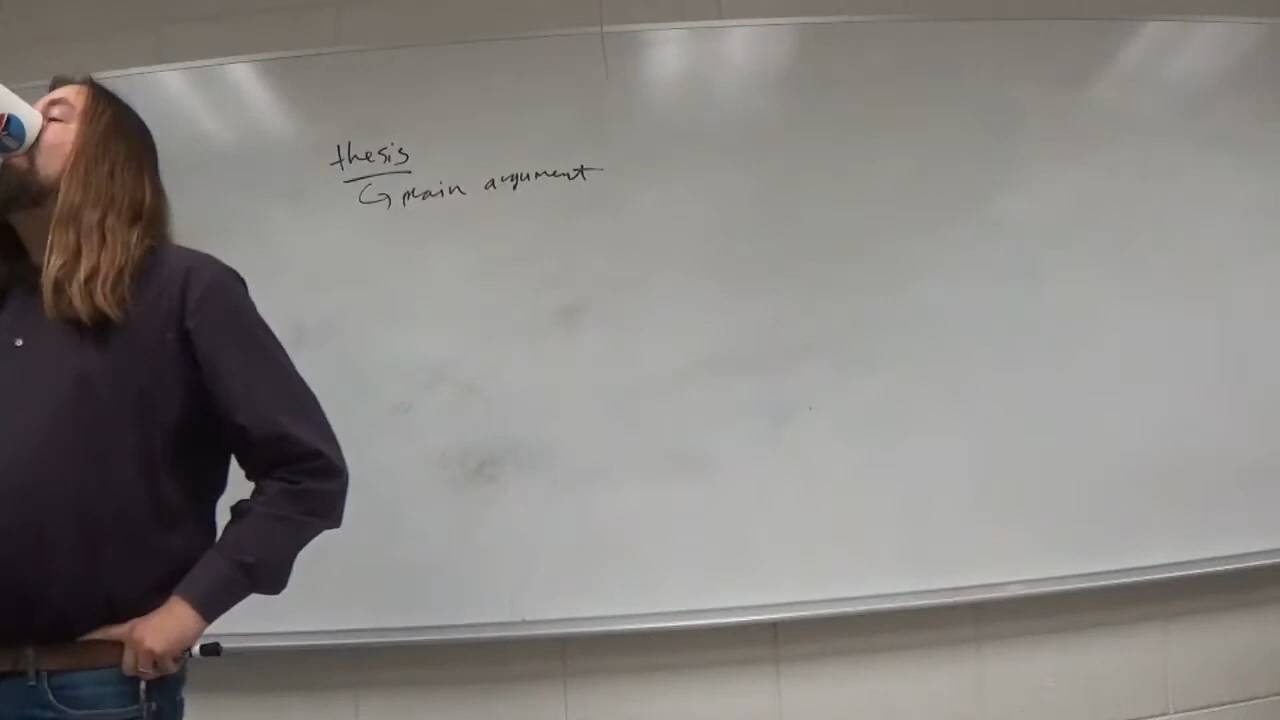 thesis
↳ main argument